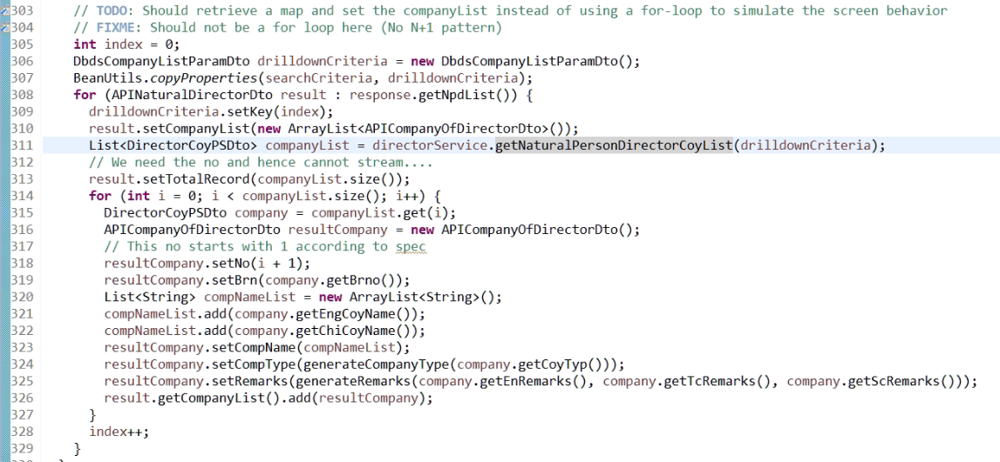 303 // TODO: Should retrieve a map and set the companyList instead of using a for-loop to simulate the screen behavior
304 // FIXME: Should not be a for loop here (No N+1 pattern)
305 int index = 0;
306 DbdsCompanyListParamDto drilldownCriteria = new DbdsCompanyListParamDto();
307 BeanUtils.copyProperties(searchCriteria, drilldownCriteria);
308 for (APINaturalDirectorDto result : response.getNpdList()) {
309 drilldownCriteria.setKey(index);
310 result.setCompanyList(new ArrayList<APICompanyOfDirectorDto>());
311 List<DirectorCoyPSDto> companyList = directorService.getNaturalPersonDirectorCoyList(drilldownCriteria);
312 // We need the no and hence cannot stream....
313 result.setTotalRecord(companyList.size());
314 for (int i = 0; i < companyList.size(); i++) {
315 DirectorCoyPSDto company = companyList.get(i);
316 APICompanyOfDirectorDto resultCompany = new APICompanyOfDirectorDto();
317 // This no starts with 1 according to spec
318 resultCompany.setNo(i + 1);
319 resultCompany.setBrn(company.getBrno());
320 List<String> compNameList = new ArrayList<String>();
321 compNameList.add(company.getEngCoyName());
322 compNameList.add(company.getChiCoyName());
323 resultCompany.setCompName(compNameList);
324 resultCompany.setCompType(generateCompanyType(company.getCoyTyp()));
325 resultCompany.setRemarks(generateRemarks(company.getEnRemarks(), company.getTcRemarks(), company.getScRemarks()));
326 result.getCompanyList().add(resultCompany);
327 }
328 index++;
329 }